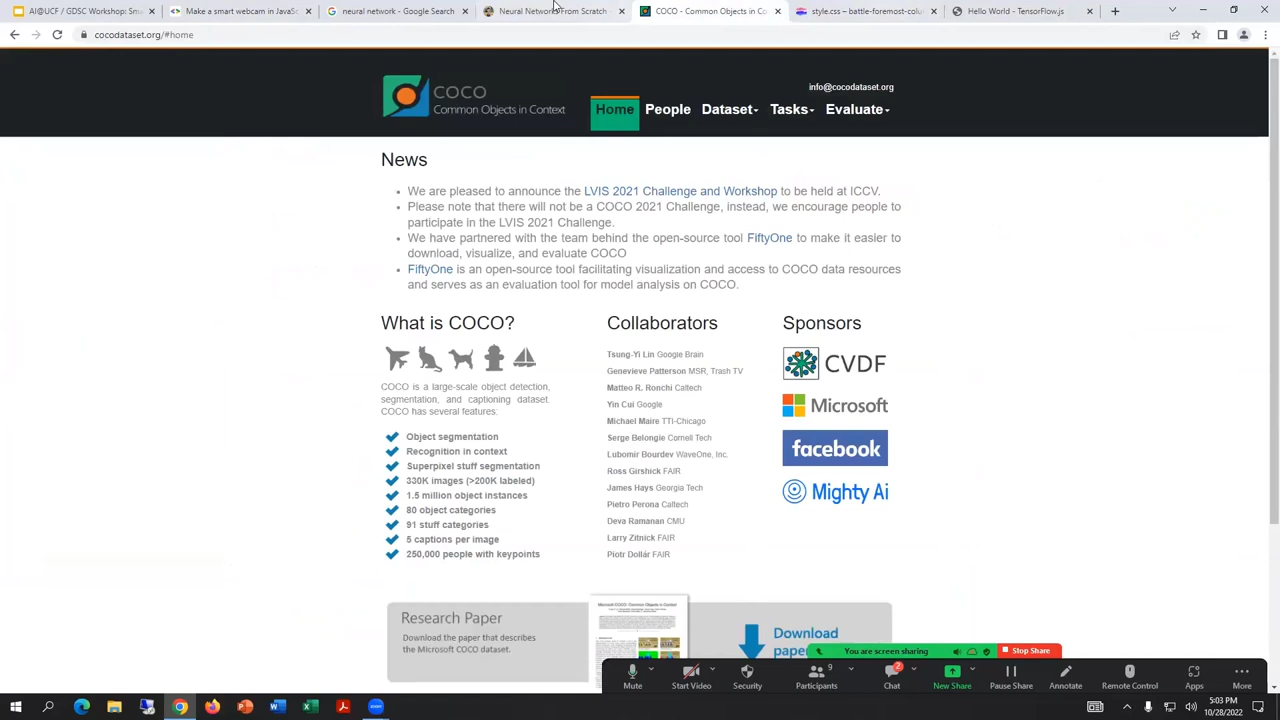 AI@UCF / GDSC Workshop: Sma
Make a smart webcam in JavaSc
neural network - Google Search
Neural Networks from Scratch -
COCO - Common Objects in Co
style.css - battle-foremost-colu
Hello World - TensorFlow.js
cocodataset.org/#home
info@cocodataset.org
COCO
Common Objects in Context
Home People Dataset Tasks Evaluate
News
We are pleased to announce the LVIS 2021 Challenge and Workshop to be held at ICCV.
Please note that there will not be a COCO 2021 Challenge, instead, we encourage people to
participate in the LVIS 2021 Challenge.
We have partnered with the team behind the open-source tool FiftyOne to make it easier to
download, visualize, and evaluate COCO
FiftyOne is an open-source tool facilitating visualization and access to COCO data resources
and serves as an evaluation tool for model analysis on COCO.
What is COCO?
COCO is a large-scale object detection,
segmentation, and captioning dataset.
COCO has several features:
Object segmentation
Recognition in context
Superpixel stuff segmentation
330K images (>200K labeled)
1.5 million object instances
80 object categories
91 stuff categories
5 captions per image
250,000 people with keypoints
Collaborators
Tsung-Yi Lin Google Brain
Genevieve Patterson MSR, Trash TV
Matteo R. Ronchi Caltech
Yin Cui Google
Michael Maire TTI-Chicago
Serge Belongie Cornell Tech
Lubomir Bourdev WaveOne, Inc.
Ross Girshick FAIR
James Hays Georgia Tech
Pietro Perona Caltech
Deva Ramanan CMU
Larry Zitnick FAIR
Piotr Dollár FAIR
Sponsors
CVDF
Microsoft
facebook
Mighty Ai
Research Paper
Download the paper that describes
the Microsoft COCO dataset.
Microsoft COCO: Common Objects in Context
Download
paper
You are screen sharing
Stop Share
Mute
Start Video
Security
9
Participants
2
Chat
New Share
Pause Share
Annotate
Remote Control
Apps
More
5:03 PM
10/28/2022